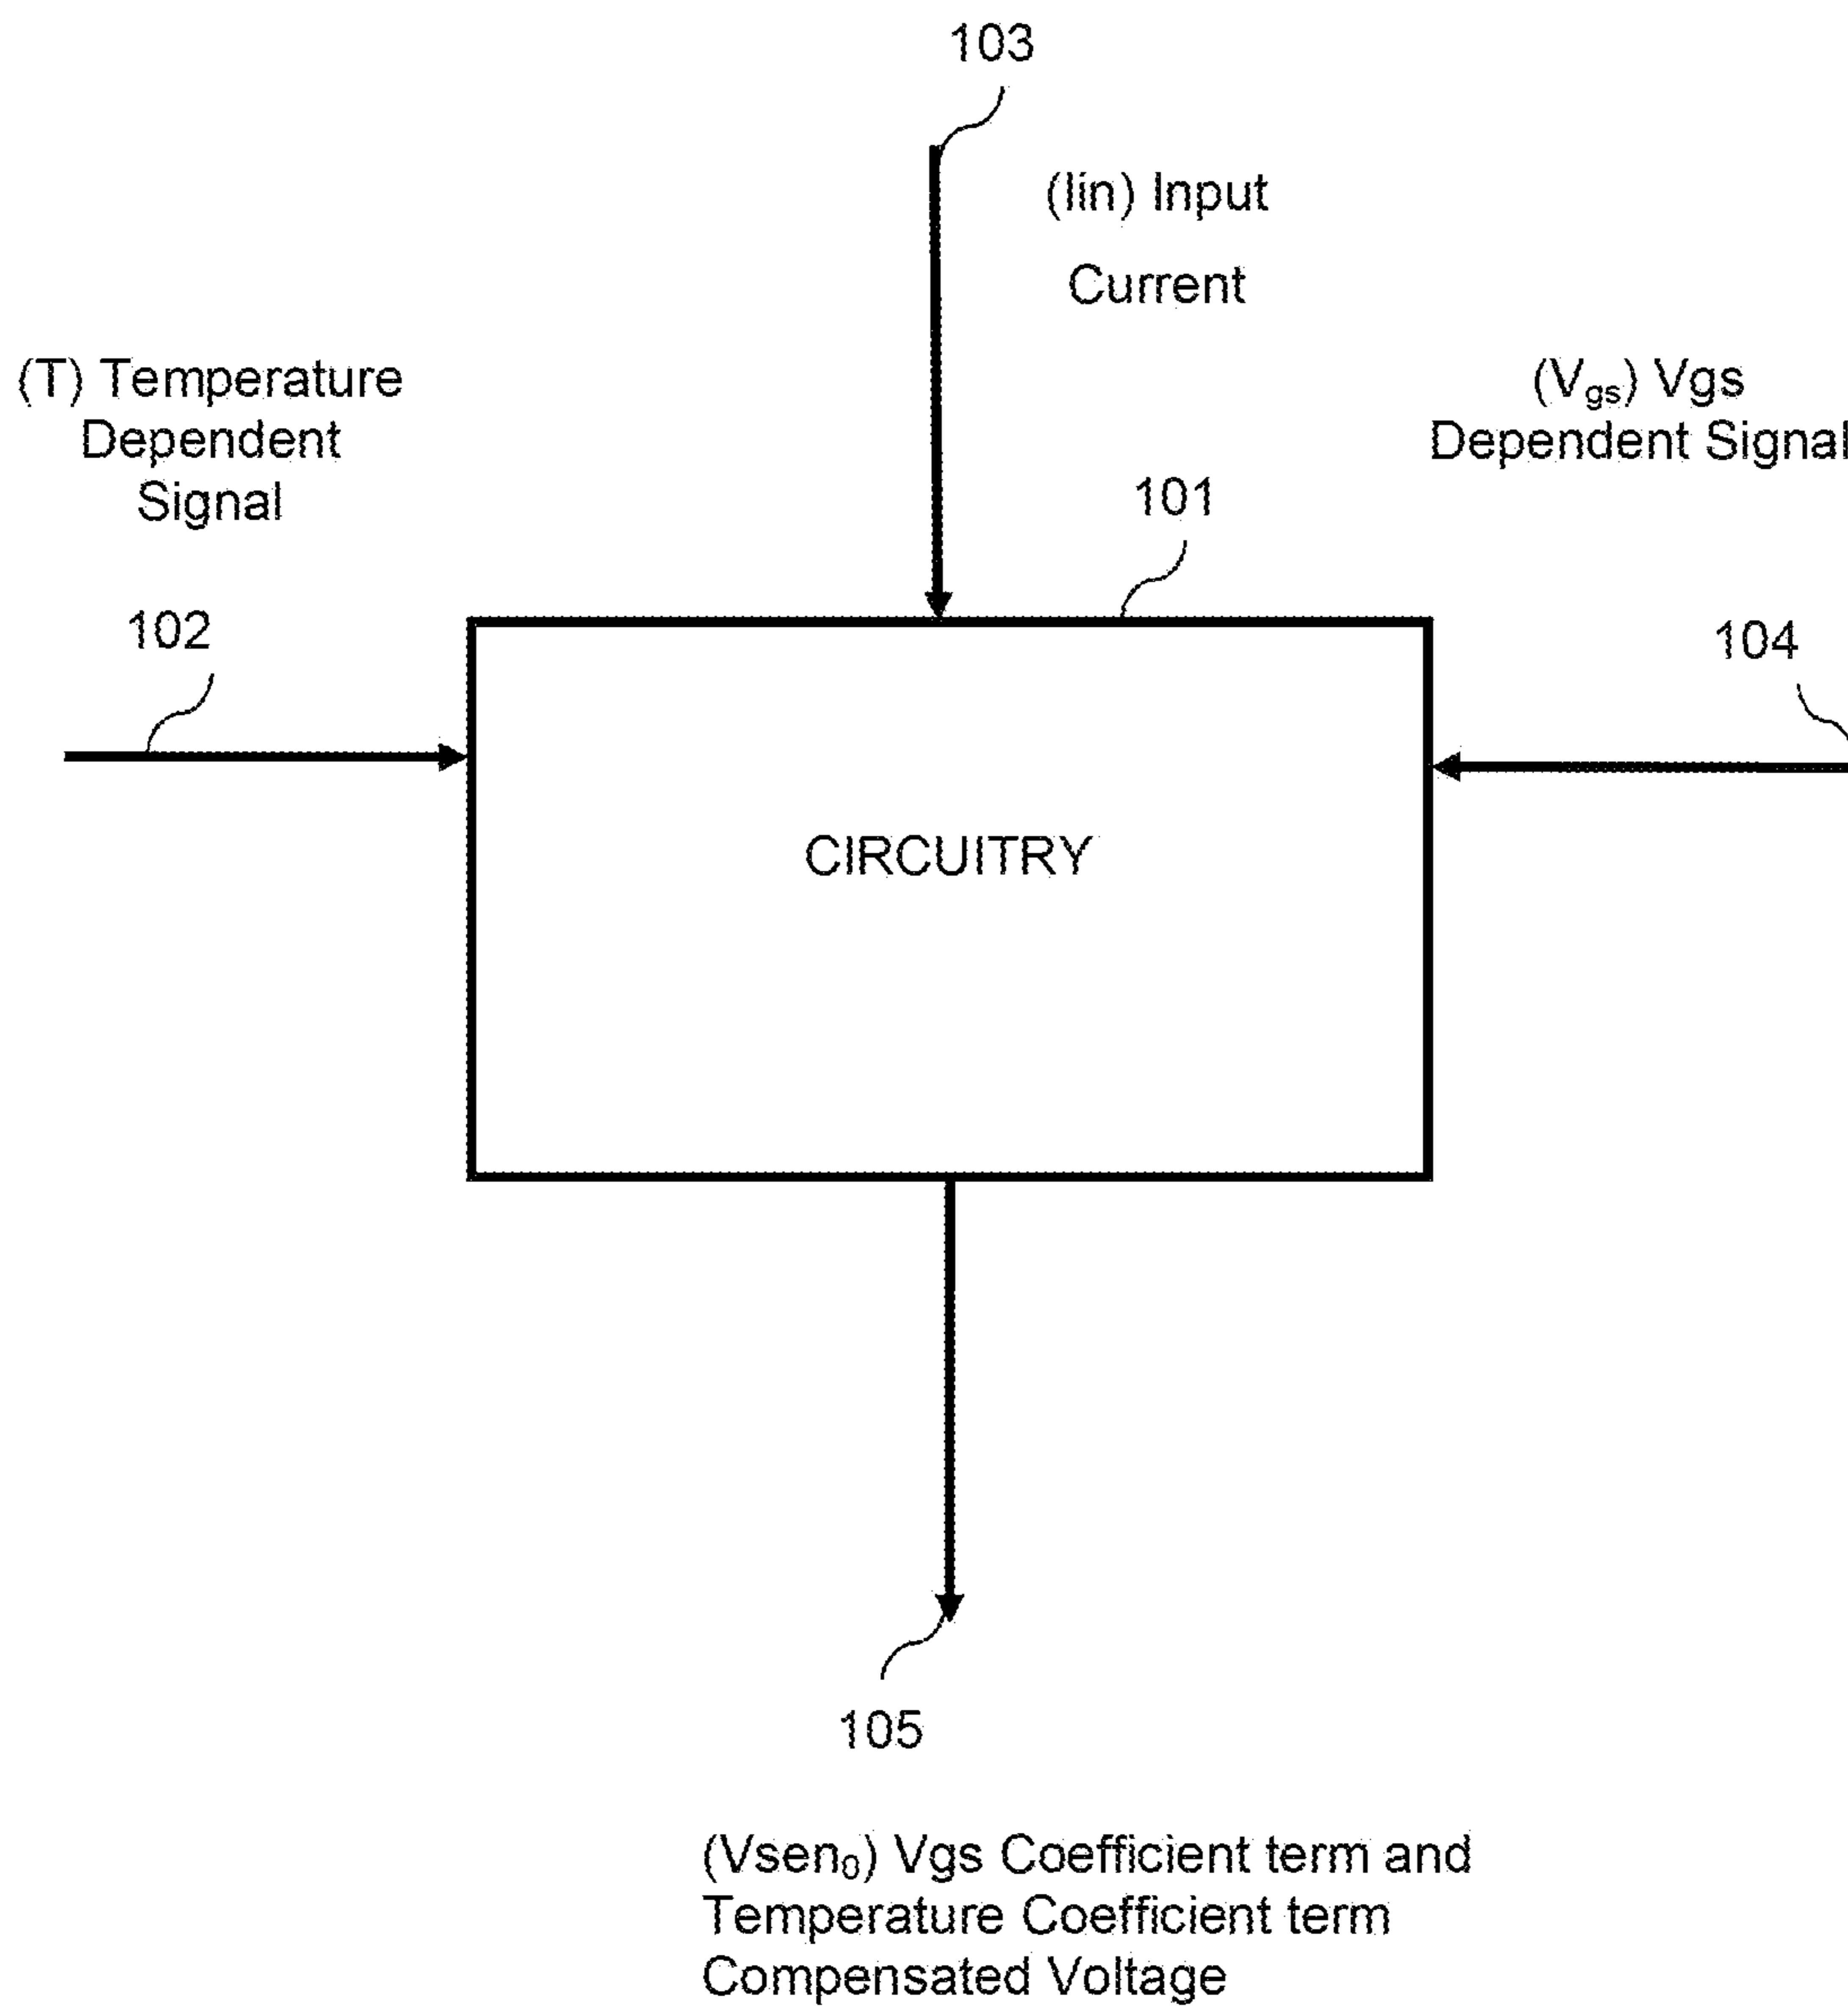 103
(Iin) Input
Current
(T) Temperature
Dependent
Signal
(V₉ₛ) Vgs
Dependent Signal
101
102
104
CIRCUITRY
105
(Vsen₀) Vgs Coefficient term and
Temperature Coefficient term
Compensated Voltage